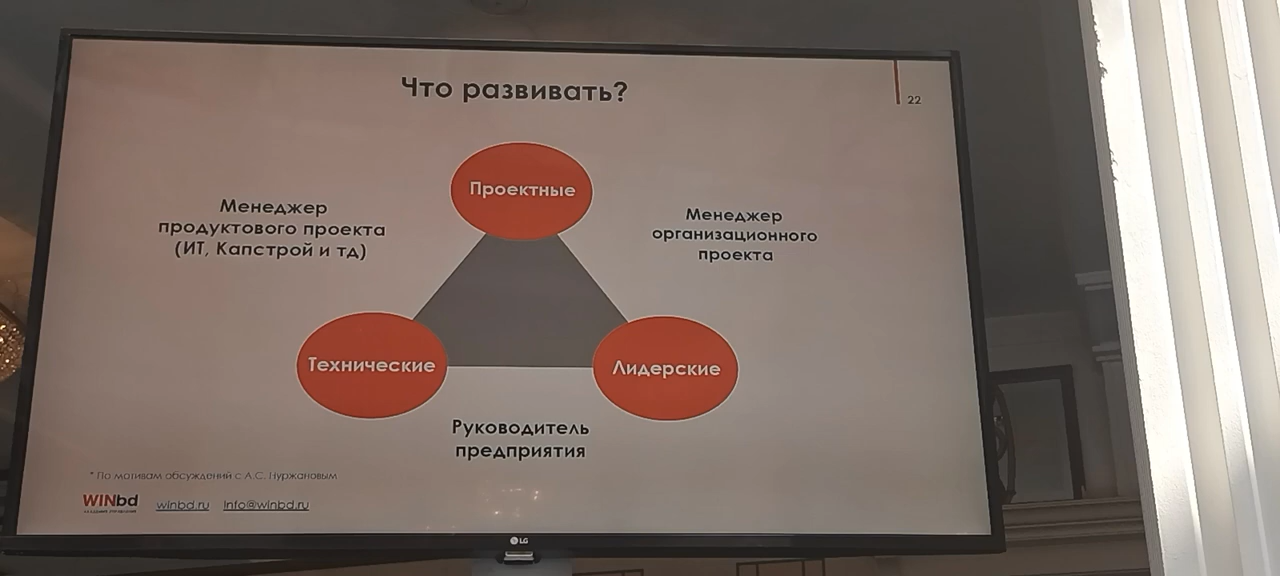 Что развивать?
22
Проектные
Менеджер
продуктового проекта
(ИТ, Капстрой и тд)
Менеджер
организационного
проекта
Технические
Лидерские
Руководитель
предприятия
* По мотивам обсуждений с А.С. Нуржановым
WINbd
winbd.ru info@winbd.ru
LG